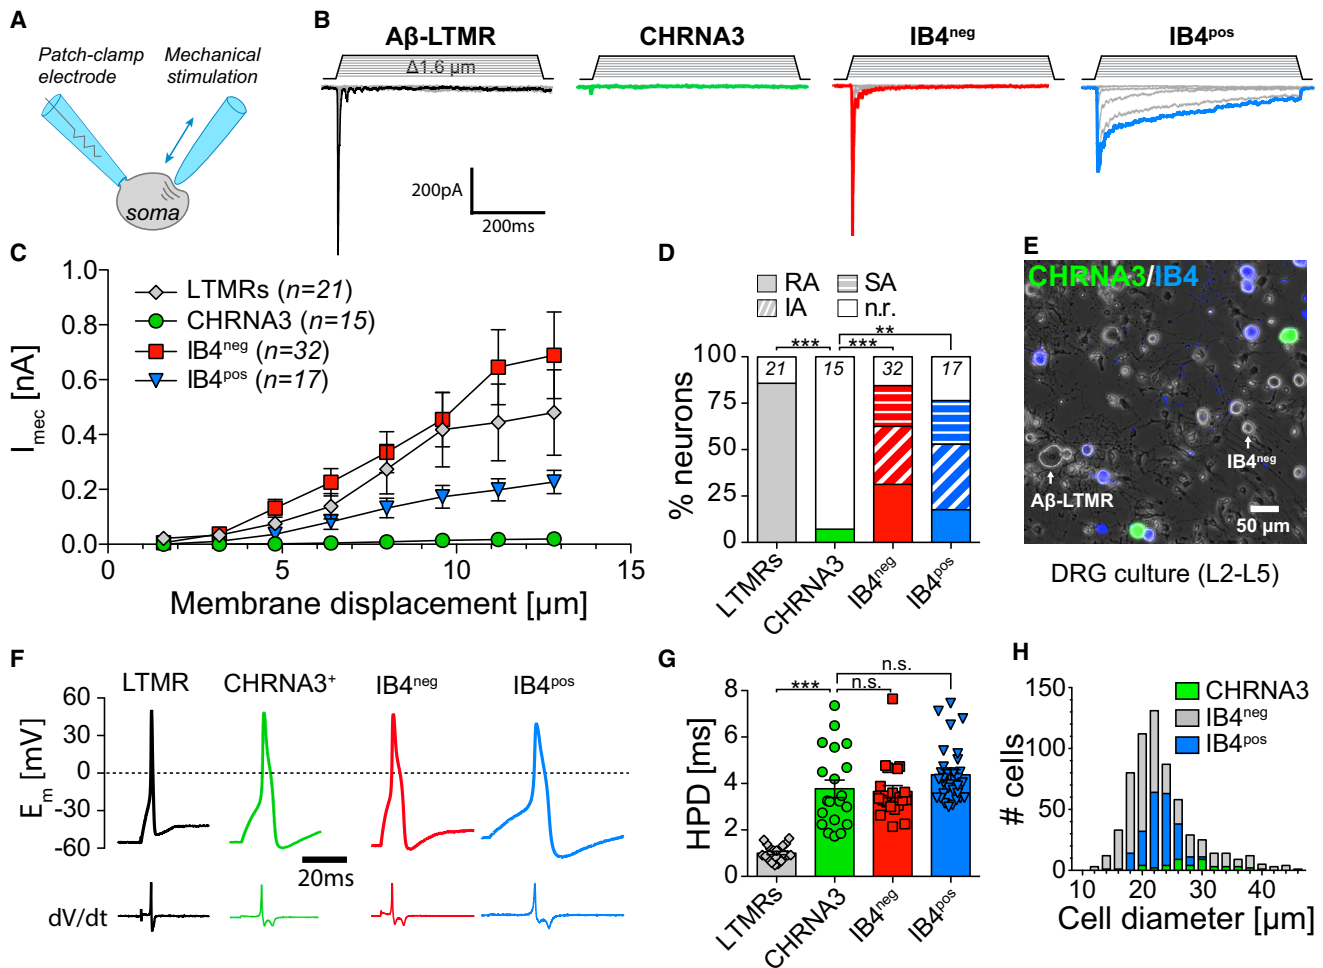 A
Patch-clamp
electrode
Mechanical
stimulation
soma
B
Aβ-LTMR
CHRNA3
IB4neg
IB4pos
Δ1.6 µm
200pA
200ms
C
Imec [nA]
1.0
0.8
0.6
0.4
0.2
0.0
LTMRs (n=21)
CHRNA3 (n=15)
IB4neg (n=32)
IB4pos (n=17)
0
5
10
15
Membrane displacement [µm]
D
RA
SA
IA
n.r.
**
***
***
% neurons
100
75
50
25
0
21
15
32
17
LTMRs
CHRNA3
IB4neg
IB4pos
E
CHRNA3/IB4
IB4neg
Aβ-LTMR
50 µm
DRG culture (L2-L5)
F
LTMR
CHRNA3+
IB4neg
IB4pos
Em [mV]
60
30
0
-30
-60
20ms
dV/dt
G
n.s.
***
n.s.
HPD [ms]
8
6
4
2
0
LTMRs
CHRNA3
IB4neg
IB4pos
H
CHRNA3
IB4neg
IB4pos
# cells
150
100
50
0
10
20
30
40
Cell diameter [µm]